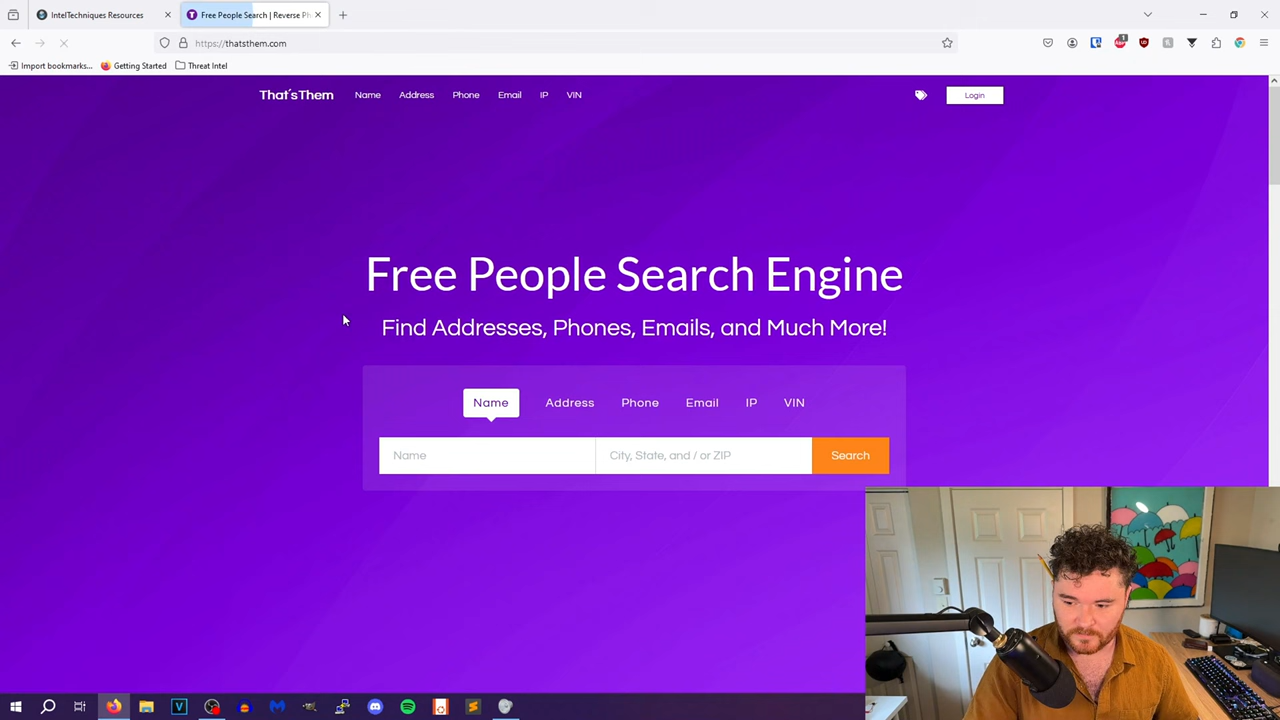 IntelTechniques Resources
Free People Search | Reverse Ph
https://thatsthem.com
Import bookmarks...
Getting Started
Threat Intel
That'sThem
Name
Address
Phone
Email
IP
VIN
Login
Free People Search Engine
Find Addresses, Phones, Emails, and Much More!
Name
Address
Phone
Email
IP
VIN
Name
City, State, and / or ZIP
Search